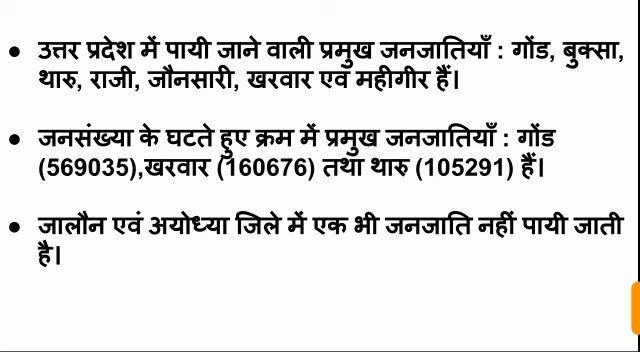 ● उत्तर प्रदेश में पायी जाने वाली प्रमुख जनजातियाँ : गोंड, बुक्सा,
थारु, राजी, जौनसारी, खरवार एवं महीगीर हैं।
● जनसंख्या के घटते हुए क्रम में प्रमुख जनजातियाँ : गोंड
(569035),खरवार (160676) तथा थारु (105291) हैं।
● जालौन एवं अयोध्या जिले में एक भी जनजाति नहीं पायी जाती
है।